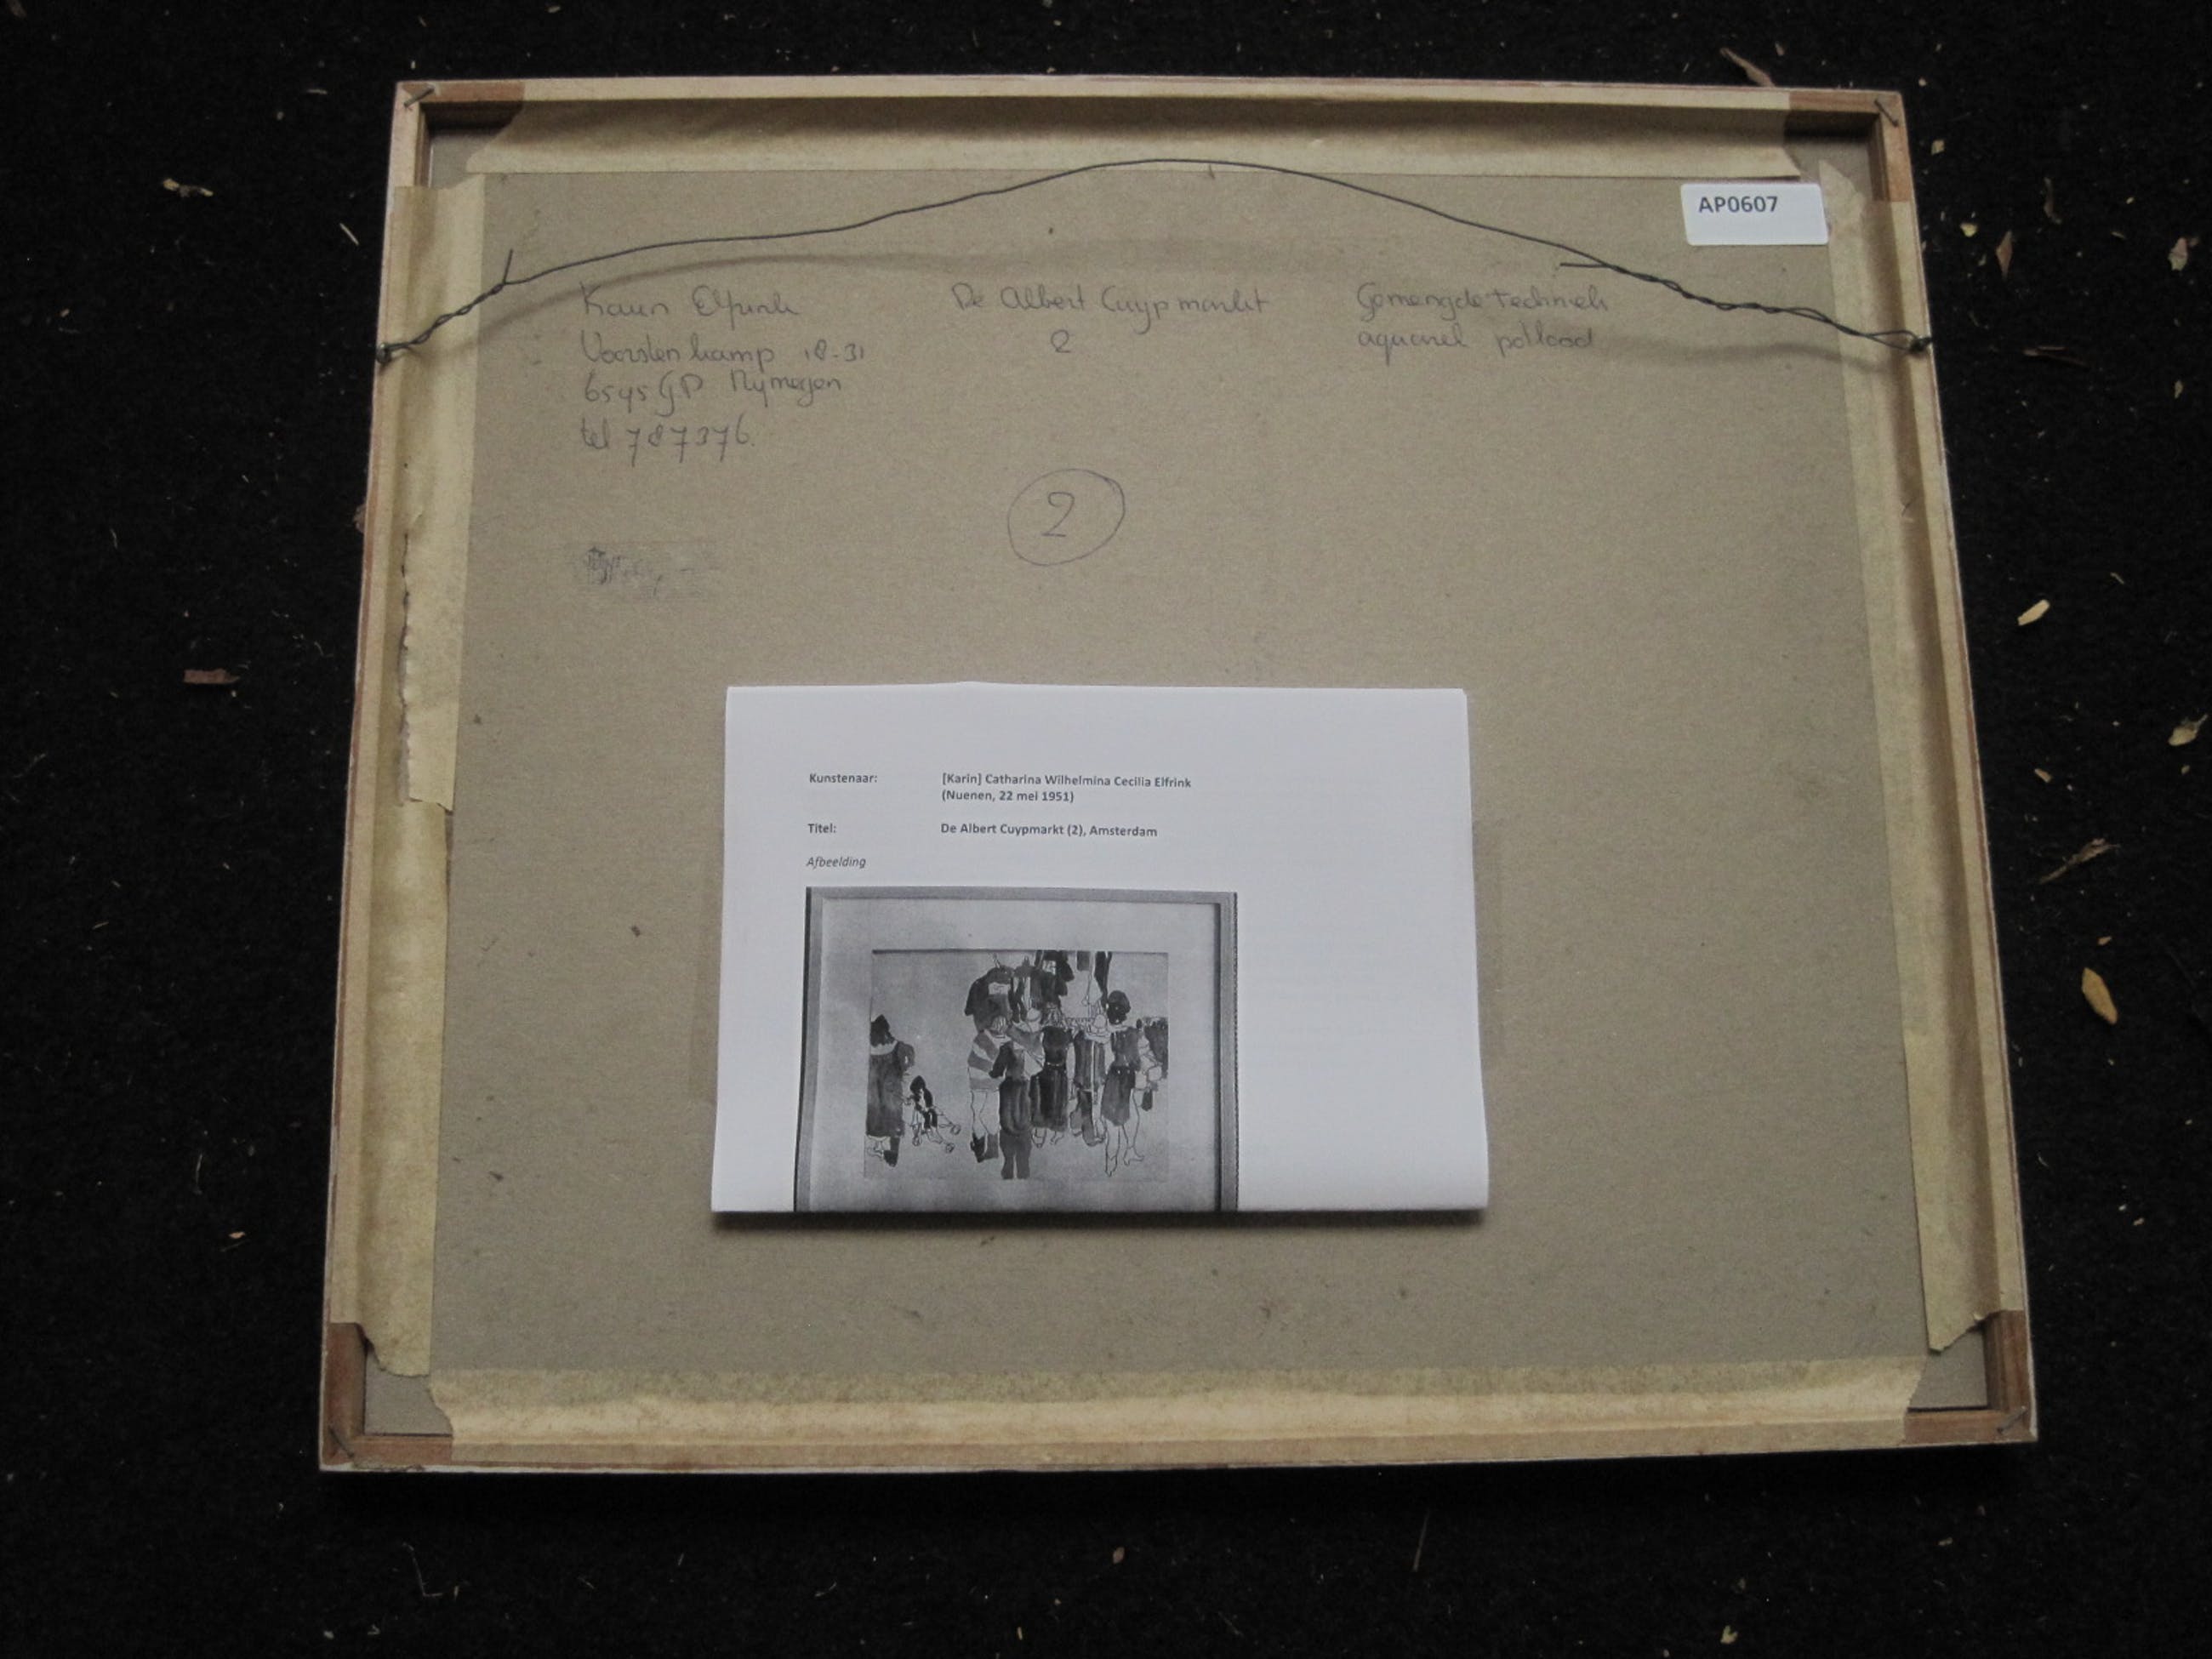 AP0607
Karin Elfrink
Vorstenkamp 18-31
6545 GP Nijmegen
tel 787376.
De Albert Cuypmarkt
2
Gemengde techniek
aquarel potlood
2
Kunstenaar: [Karin] Catharina Wilhelmina Cecilia Elfrink
(Nuenen, 22 mei 1951)
Titel: De Albert Cuypmarkt (2), Amsterdam
Afbeelding